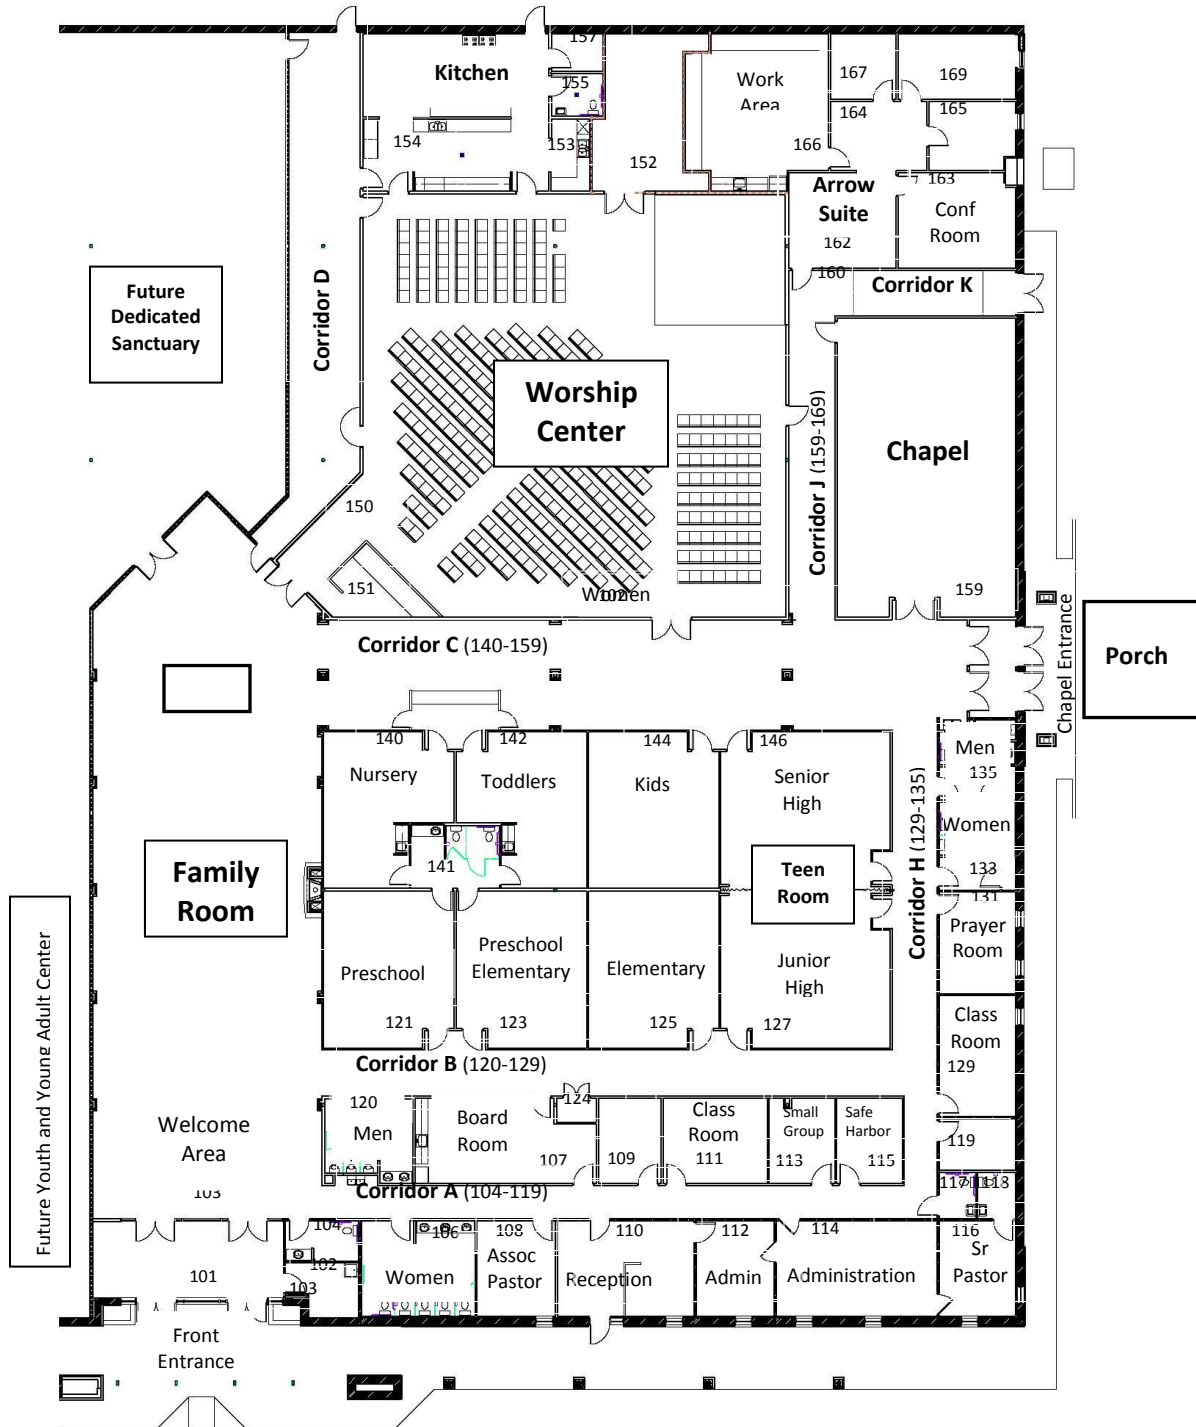 157
Kitchen
155
154
153
152
Work
Area
166
167
169
164
165
163
Arrow
Suite
162
160
Conf
Room
Corridor K
Future
Dedicated
Sanctuary
Corridor D
Worship
Center
Corridor J (159-169)
Chapel
159
150
151
Women
102
Corridor C (140-159)
Chapel Entrance
Porch
140
Nursery
142
Toddlers
144
Kids
146
Senior
High
Men
135
Women
133
131
Prayer
Room
Corridor H (129-135)
141
Family
Room
Teen
Room
Preschool
121
Preschool
Elementary
123
Elementary
125
Junior
High
127
Class
Room
129
Corridor B (120-129)
Future Youth and Young Adult Center
Welcome
Area
103
120
Men
Board
Room
107
124
109
Class
Room
111
Small
Group
113
Safe
Harbor
115
119
117
118
Corridor A (104-119)
101
104
102
103
106
Women
108
Assoc
Pastor
110
Reception
112
Admin
114
Administration
116
Sr
Pastor
Front
Entrance